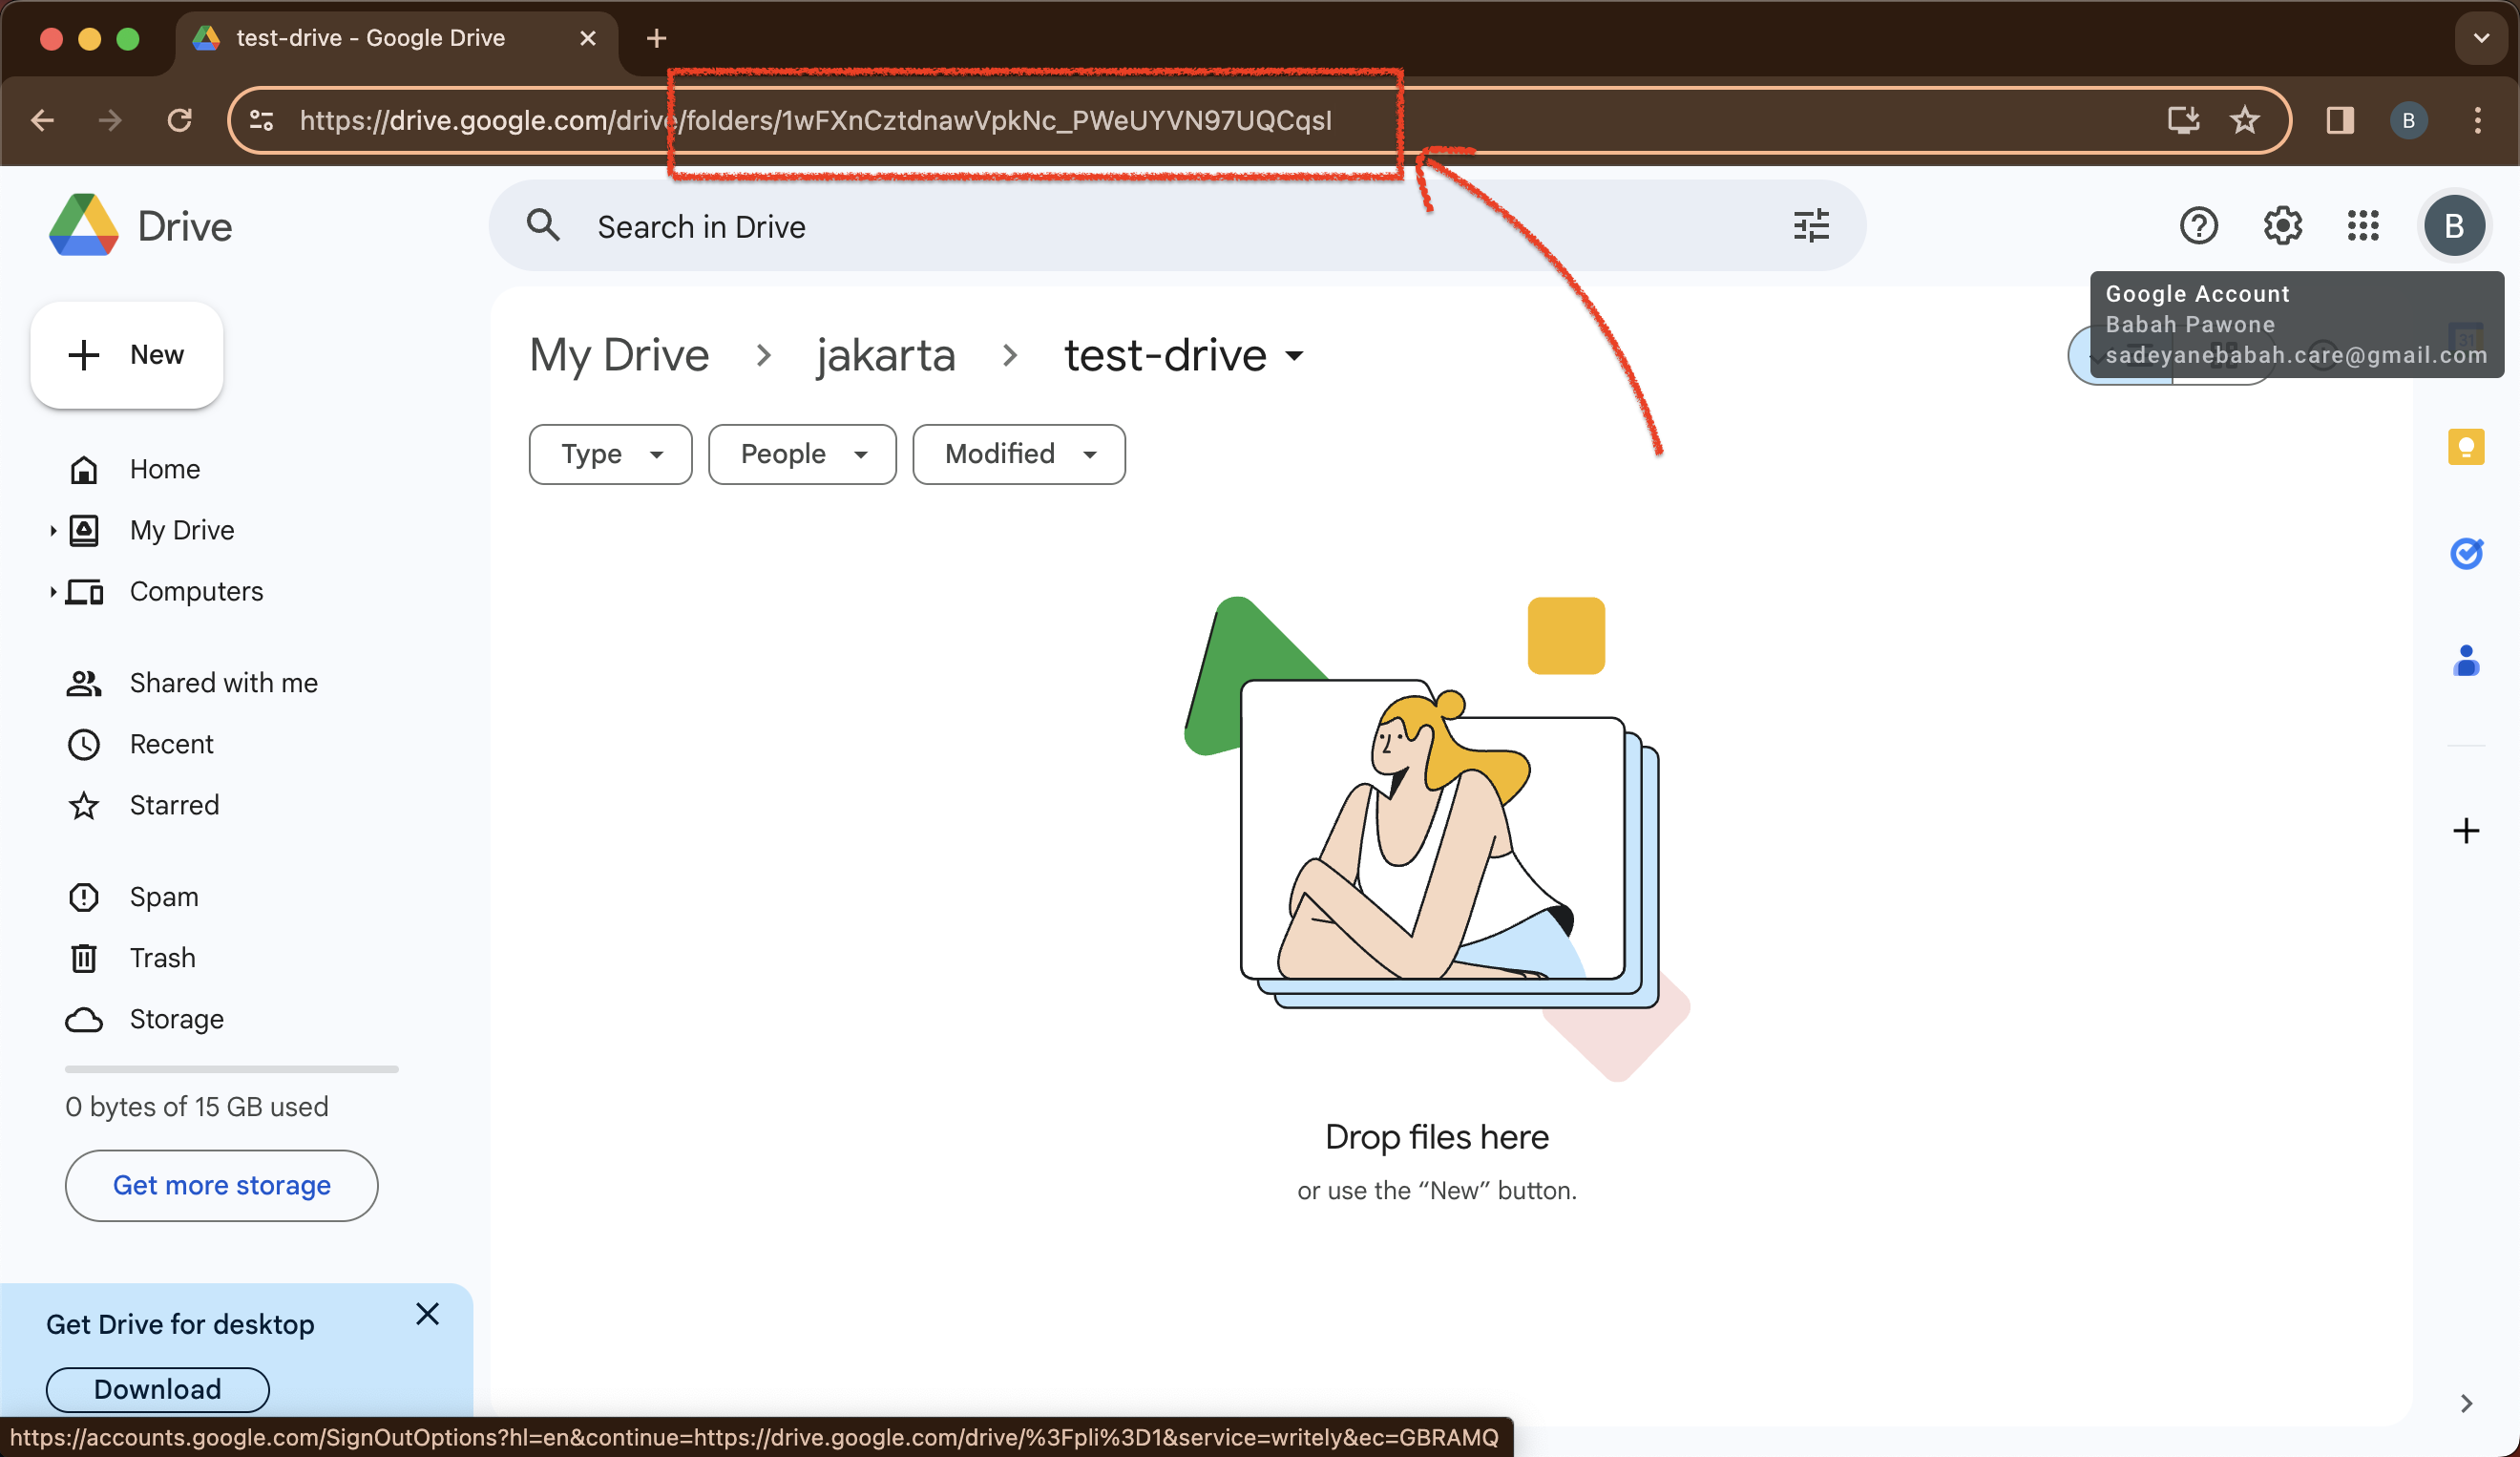 test-drive - Google Drive
https://drive.google.com/drive/folders/1wFXnCztdnawVpkNc_PWeUYVN97UQCqsI
B
Drive
Search in Drive
B
Google Account
Babah Pawone
sadeyanebabah.care@gmail.com
31
New
My Drive
jakarta
test-drive
Type
People
Modified
Home
My Drive
Computers
Shared with me
Recent
Starred
Spam
Trash
Storage
0 bytes of 15 GB used
Get more storage
Drop files here
or use the “New” button.
Get Drive for desktop
Download
https://accounts.google.com/SignOutOptions?hl=en&continue=https://drive.google.com/drive/%3Fpli%3D1&service=writely&ec=GBRAMQ